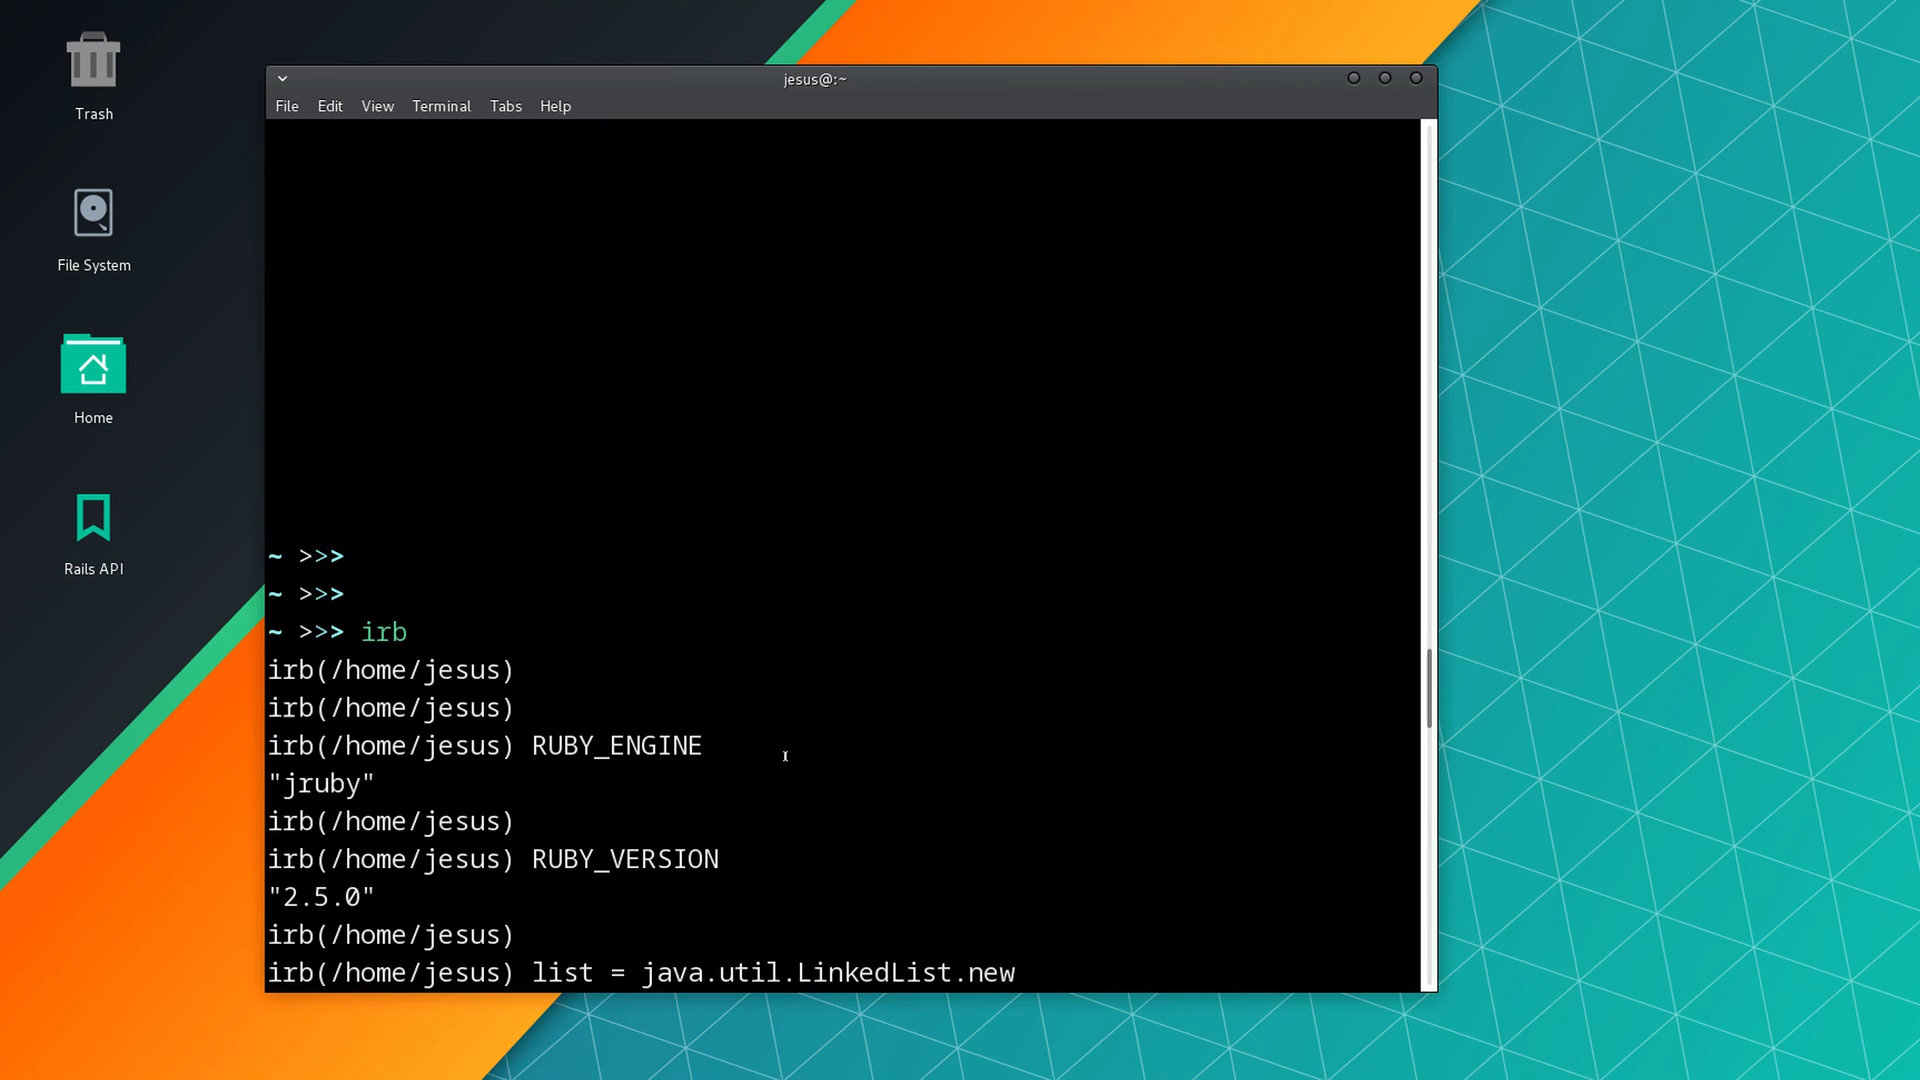 Trash
File System
Home
Rails API
jesus@:~
File Edit View Terminal Tabs Help
~ >>>
~ >>>
~ >>> irb
irb(/home/jesus)
irb(/home/jesus)
irb(/home/jesus) RUBY_ENGINE
"jruby"
irb(/home/jesus)
irb(/home/jesus) RUBY_VERSION
"2.5.0"
irb(/home/jesus)
irb(/home/jesus) list = java.util.LinkedList.new